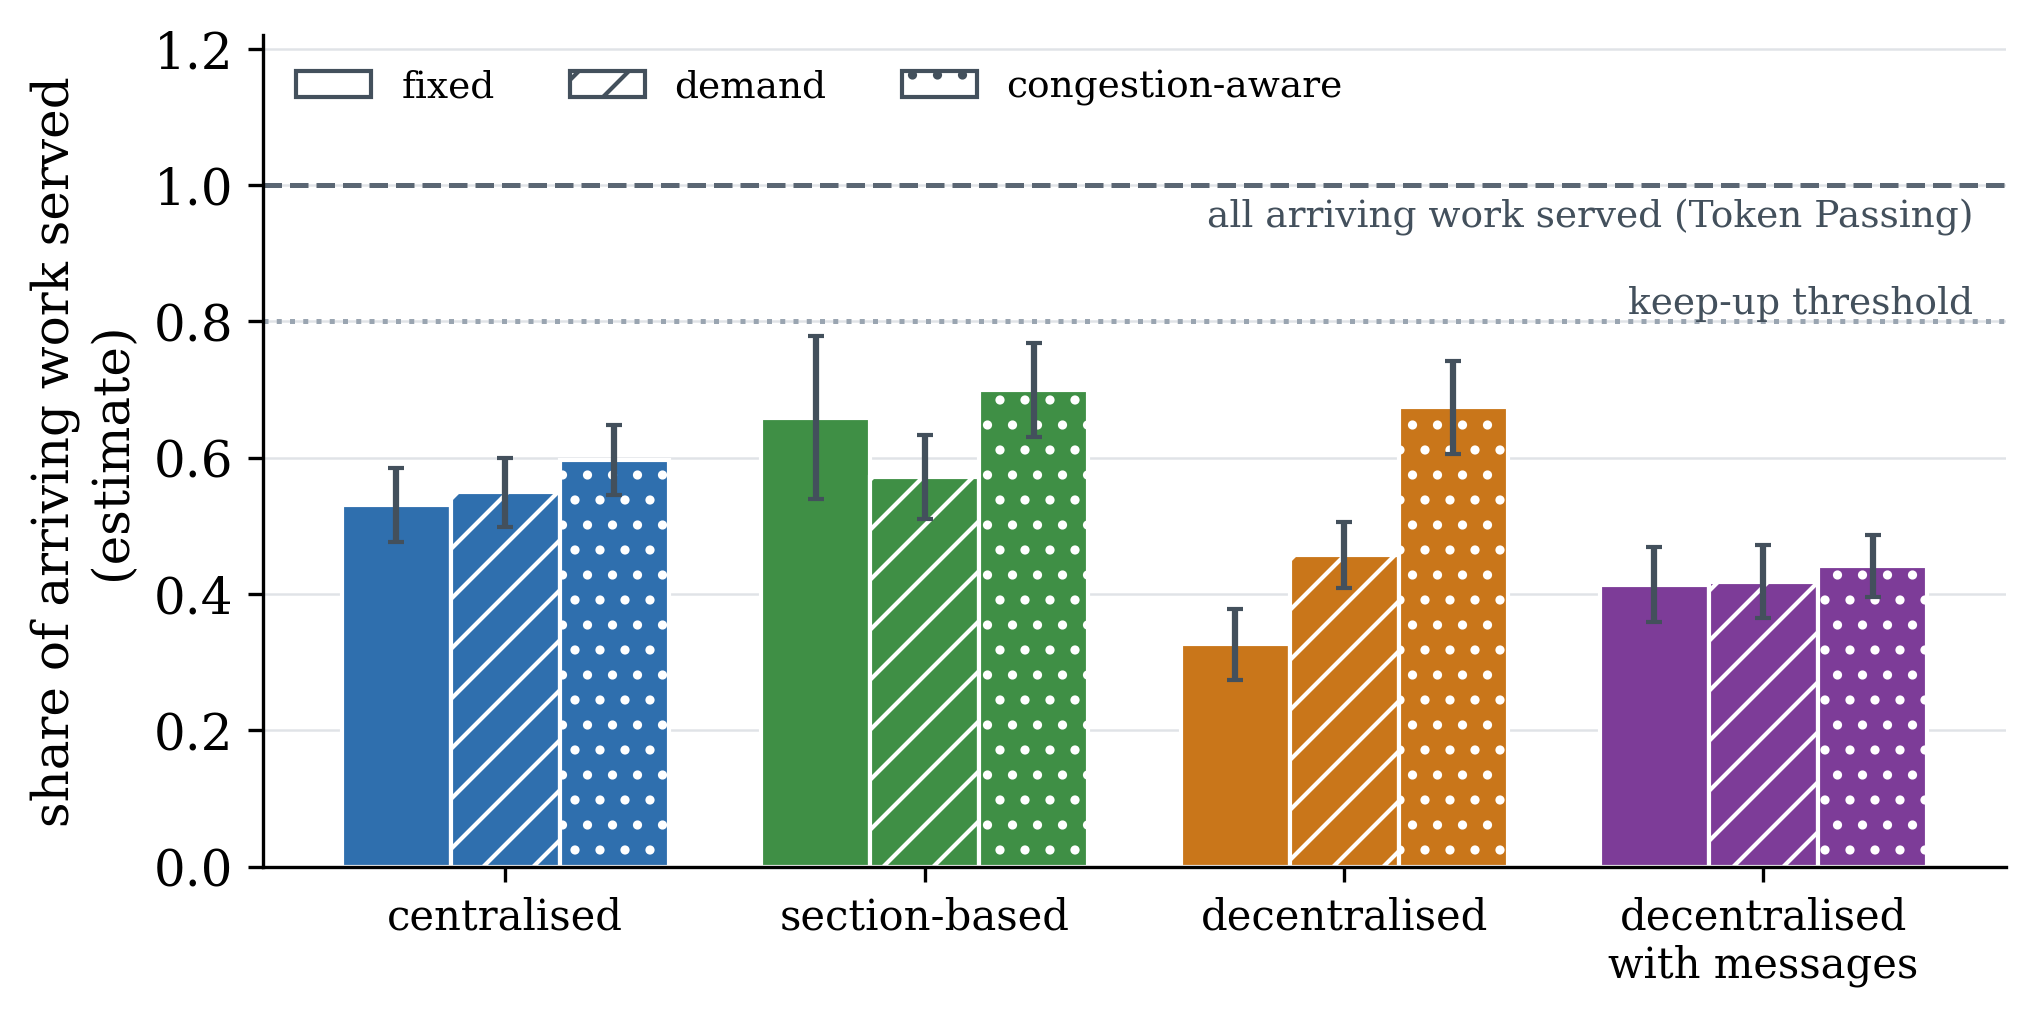 share of arriving work served
(estimate)
1.2
1.0
0.8
0.6
0.4
0.2
0.0
fixed
demand
congestion-aware
all arriving work served (Token Passing)
keep-up threshold
centralised
section-based
decentralised
decentralised
with messages